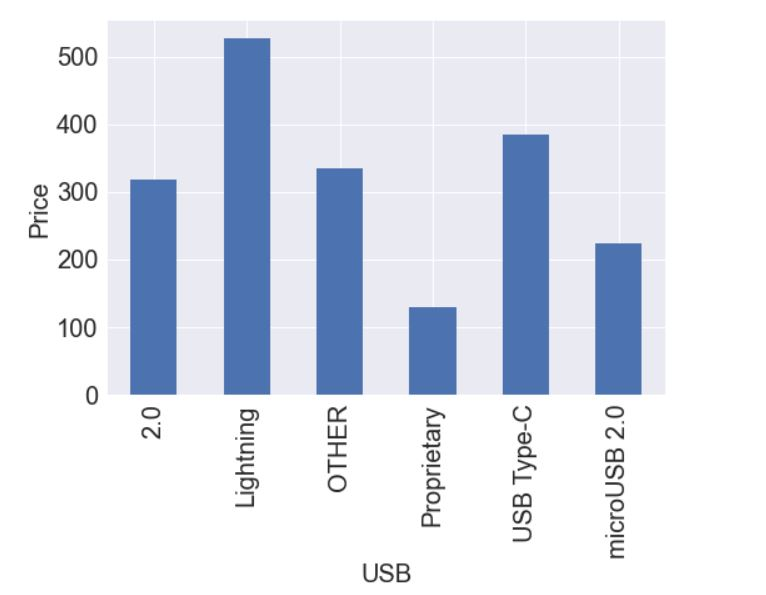 500
400
300
200
100
0
Price
2.0
Lightning
OTHER
Proprietary
USB Type-C
microUSB 2.0
USB